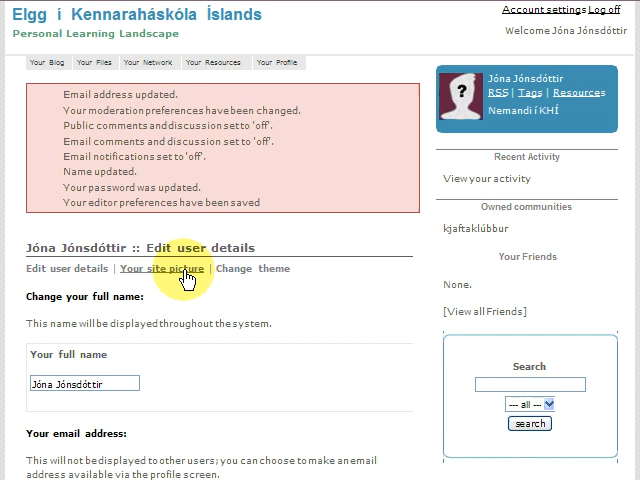 Elgg í Kennaraháskóla Íslands
Personal Learning Landscape
Account settings Log off
Welcome Jóna Jónsdóttir
Your Blog Your Files Your Network Your Resources Your Profile
Email address updated.
Your moderation preferences have been changed.
Public comments and discussion set to 'off'.
Email comments and discussion set to 'off'.
Email notifications set to 'off'.
Name updated.
Your password was updated.
Your editor preferences have been saved
Jóna Jónsdóttir :: Edit user details
Edit user details | Your site picture | Change theme
Change your full name:
This name will be displayed throughout the system.
Your full name
Jóna Jónsdóttir
Your email address:
This will not be displayed to other users; you can choose to make an email
address available via the profile screen.
?
Jóna Jónsdóttir
RSS | Tags | Resources
Nemandi í KHÍ
Recent Activity
View your activity
Owned communities
kjaftaklúbbur
Your Friends
None.
[View all Friends]
Search
--- all ---
search